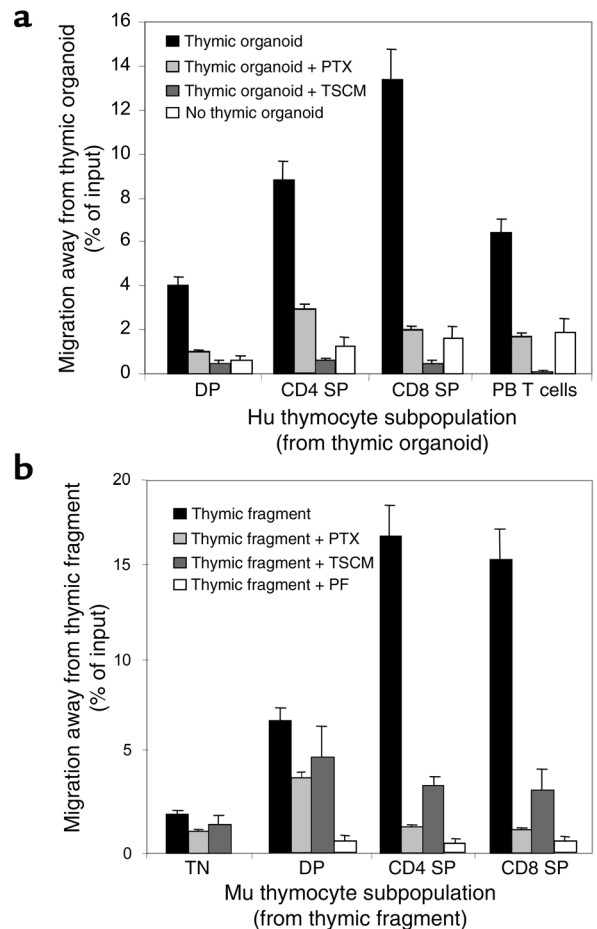 a
16
14
12
10
8
6
4
2
0
Migration away from thymic organoid
(% of input)
Thymic organoid
Thymic organoid + PTX
Thymic organoid + TSCM
No thymic organoid
DP CD4 SP CD8 SP PB T cells
Hu thymocyte subpopulation
(from thymic organoid)
b
20
15
10
5
0
Migration away from thymic fragment
(% of input)
Thymic fragment
Thymic fragment + PTX
Thymic fragment + TSCM
Thymic fragment + PF
TN DP CD4 SP CD8 SP
Mu thymocyte subpopulation
(from thymic fragment)